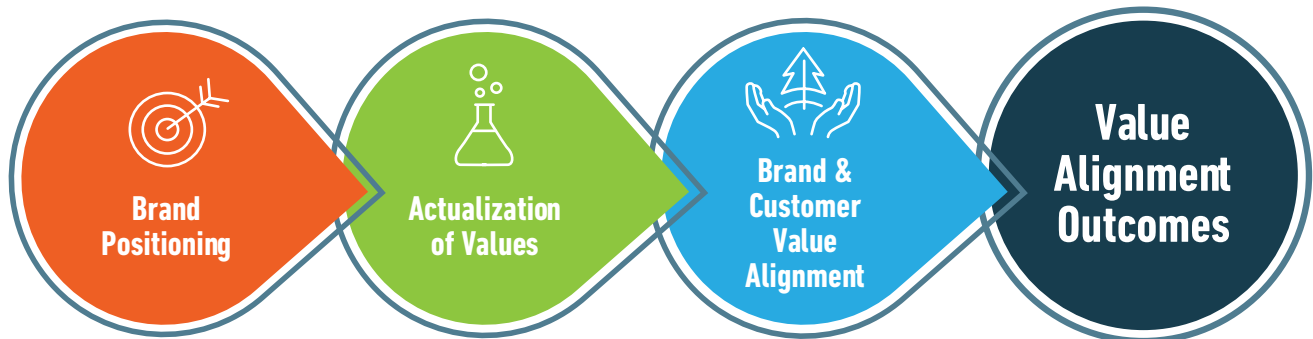 Brand
Positioning
Actualization
of Values
Brand &
Customer
Value
Alignment
Value
Alignment
Outcomes